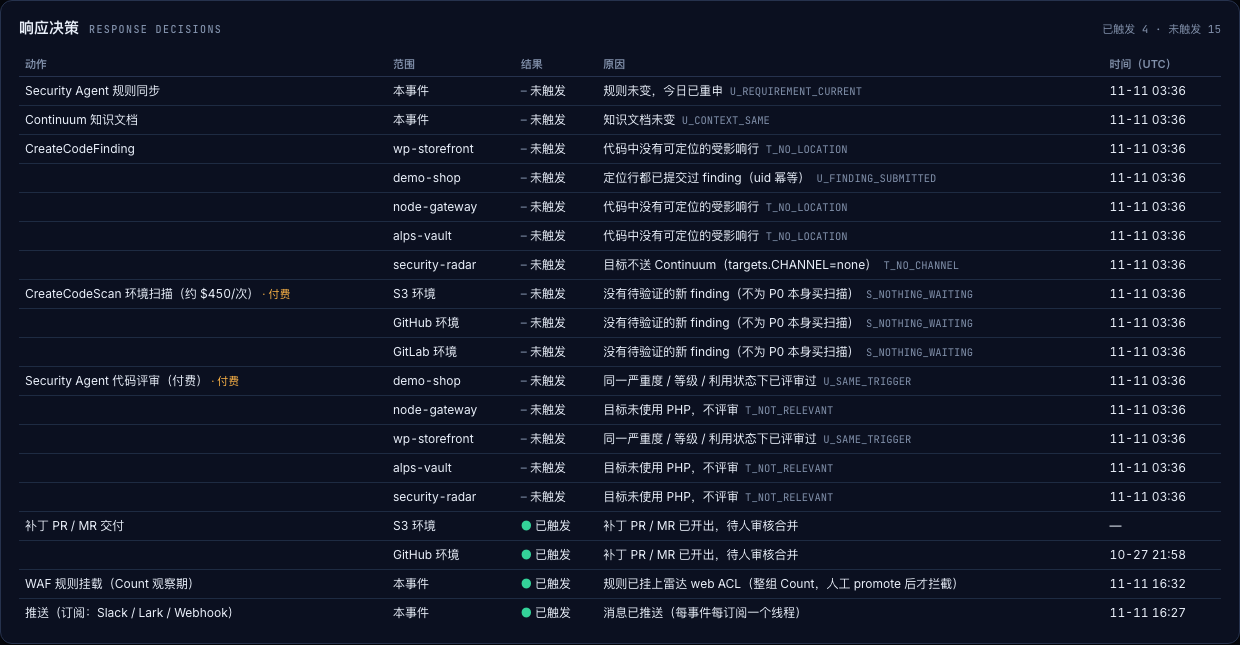 响应决策 RESPONSE DECISIONS 已触发 4 · 未触发 15
动作 范围 结果 原因 时间（UTC）
Security Agent 规则同步 本事件 – 未触发 规则未变，今日已重申 U_REQUIREMENT_CURRENT 11-11 03:36
Continuum 知识文档 本事件 – 未触发 知识文档未变 U_CONTEXT_SAME 11-11 03:36
CreateCodeFinding wp-storefront – 未触发 代码中没有可定位的受影响行 T_NO_LOCATION 11-11 03:36
demo-shop – 未触发 定位行都已提交过 finding（uid 幂等） U_FINDING_SUBMITTED 11-11 03:36
node-gateway – 未触发 代码中没有可定位的受影响行 T_NO_LOCATION 11-11 03:36
alps-vault – 未触发 代码中没有可定位的受影响行 T_NO_LOCATION 11-11 03:36
security-radar – 未触发 目标不送 Continuum（targets.CHANNEL=none） T_NO_CHANNEL 11-11 03:36
CreateCodeScan 环境扫描（约 $450/次） · 付费 S3 环境 – 未触发 没有待验证的新 finding（不为 P0 本身买扫描） S_NOTHING_WAITING 11-11 03:36
GitHub 环境 – 未触发 没有待验证的新 finding（不为 P0 本身买扫描） S_NOTHING_WAITING 11-11 03:36
GitLab 环境 – 未触发 没有待验证的新 finding（不为 P0 本身买扫描） S_NOTHING_WAITING 11-11 03:36
Security Agent 代码评审（付费） · 付费 demo-shop – 未触发 同一严重度 / 等级 / 利用状态下已评审过 U_SAME_TRIGGER 11-11 03:36
node-gateway – 未触发 目标未使用 PHP，不评审 T_NOT_RELEVANT 11-11 03:36
wp-storefront – 未触发 同一严重度 / 等级 / 利用状态下已评审过 U_SAME_TRIGGER 11-11 03:36
alps-vault – 未触发 目标未使用 PHP，不评审 T_NOT_RELEVANT 11-11 03:36
security-radar – 未触发 目标未使用 PHP，不评审 T_NOT_RELEVANT 11-11 03:36
补丁 PR / MR 交付 S3 环境 已触发 补丁 PR / MR 已开出，待人审核合并 —
GitHub 环境 已触发 补丁 PR / MR 已开出，待人审核合并 10-27 21:58
WAF 规则挂载（Count 观察期） 本事件 已触发 规则已挂上雷达 web ACL（整组 Count，人工 promote 后才拦截） 11-11 16:32
推送（订阅：Slack / Lark / Webhook） 本事件 已触发 消息已推送（每事件每订阅一个线程） 11-11 16:27